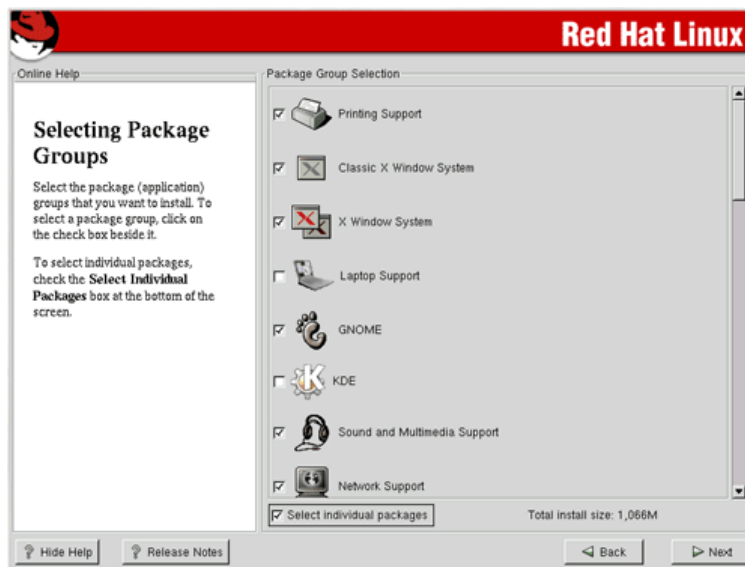 Red Hat Linux
Online Help
Selecting Package
Groups
Select the package (application)
groups that you want to install. To
select a package group, click on
the check box beside it.
To select individual packages,
check the Select Individual
Packages box at the bottom of the
screen.
Package Group Selection
Printing Support
Classic X Window System
X Window System
Laptop Support
GNOME
KDE
Sound and Multimedia Support
Network Support
Select individual packages
Total install size: 1,066M
Hide Help
Release Notes
Back
Next